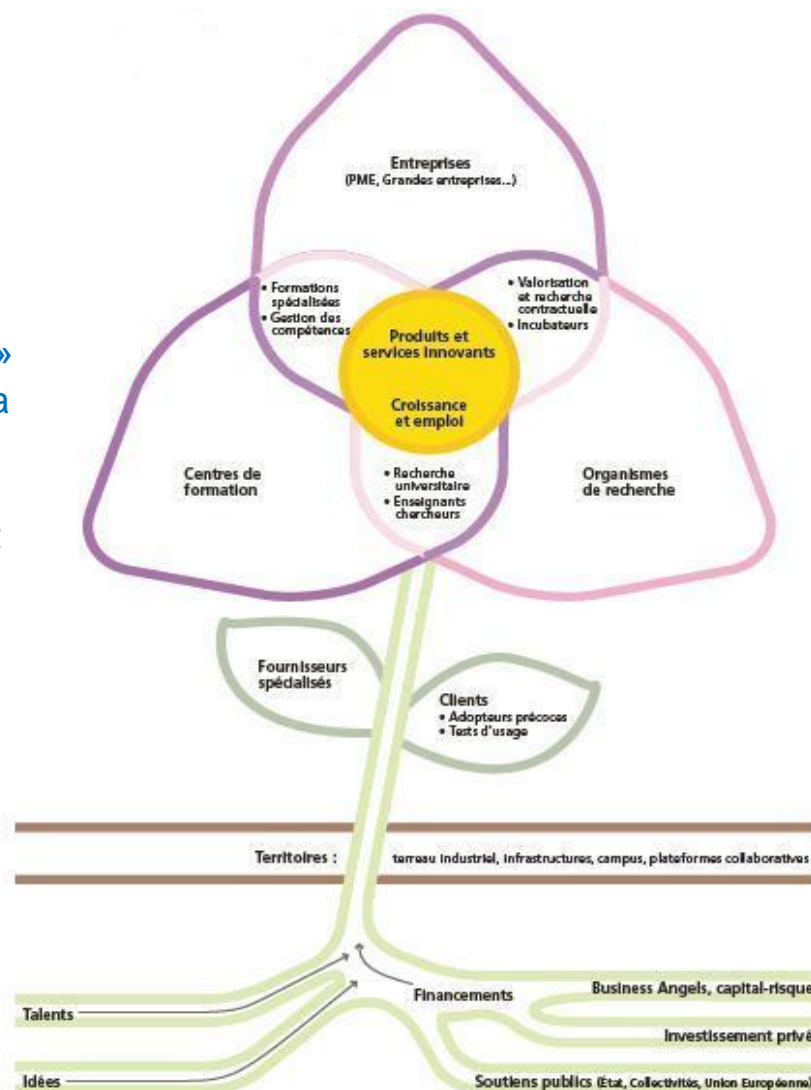 Entreprises
(PME, Grandes entreprises...)
• Formations
spécialisées
• Gestion des
compétences
• Valorisation
et recherche
contractuelle
• Incubateurs
»
a
Produits et
services innovants
Croissance
et emploi
Centres de
formation
• Recherche
universitaire
• Enseignants
chercheurs
Organismes
de recherche
Fournisseurs
spécialisés
Clients
• Adopteurs précoces
• Tests d'usage
Territoires : terreau industriel, infrastructures, campus, plateformes collaboratives
Financements
Business Angels, capital-risque
Talents
Investissement privé
Idées
Soutiens publics (État, Collectivités, Union Européenne)